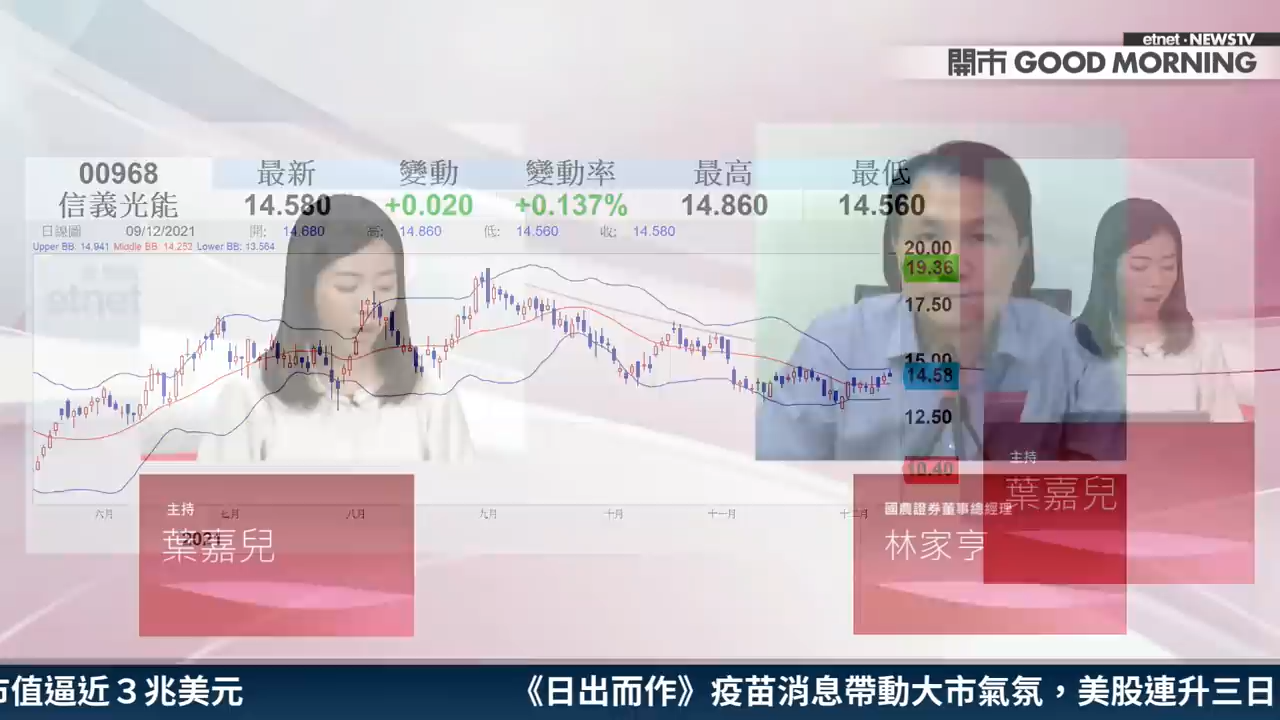 etnet·NEWSTV
開市 GOOD MORNING
00968 最新 變動 變動率 最高 最低
信義光能 14.580 +0.020 +0.137% 14.860 14.560
日線圖 09/12/2021 開: 14.680 高: 14.860 低: 14.560 收: 14.580
Upper BB: 14.941 Middle BB: 14.252 Lower BB: 13.564
etnet
20.00
19.36
17.50
15.00
14.58
12.50
10.40
六月 七月 八月 九月 十月 十一月 十二月
2021
主持
葉嘉兒
國農證券董事總經理
林家亨
主持
葉嘉兒
市值逼近3兆美元 《日出而作》疫苗消息帶動大市氣氛，美股連升三日